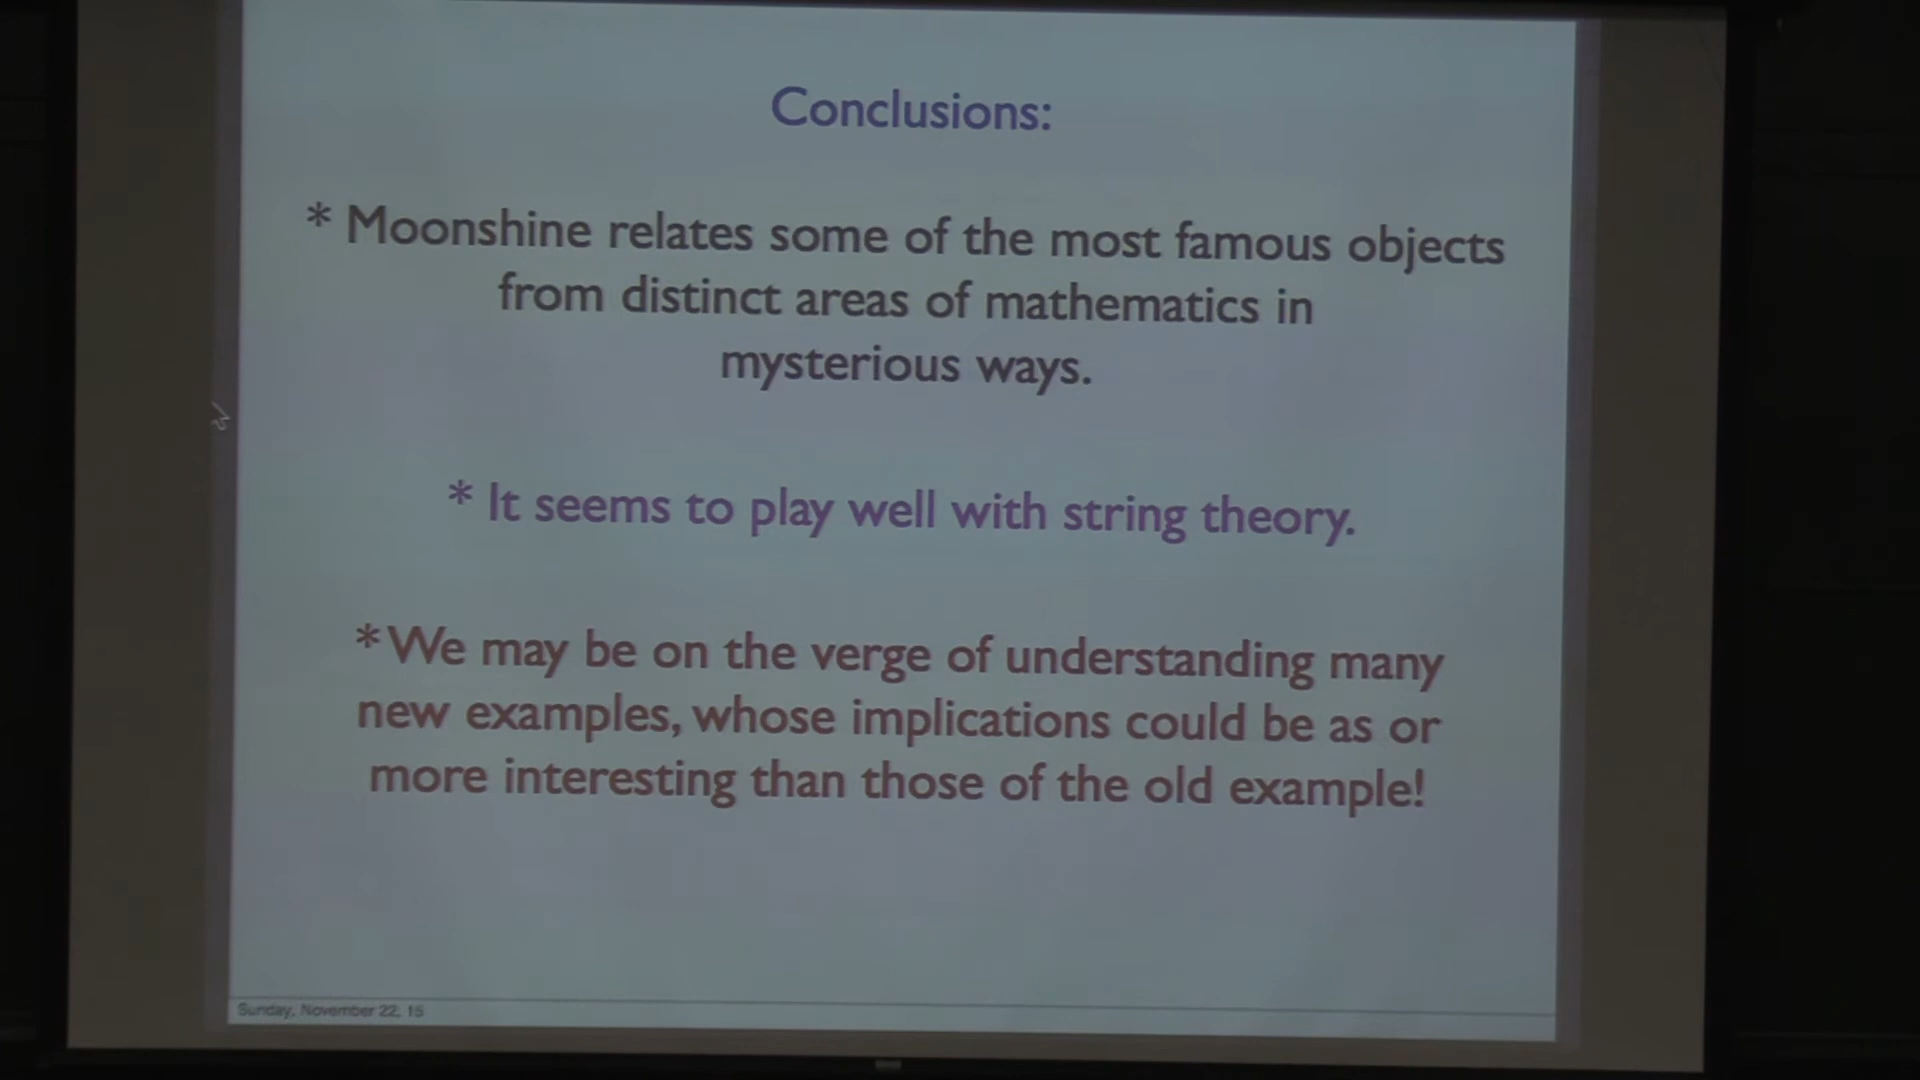 Conclusions:
* Moonshine relates some of the most famous objects
from distinct areas of mathematics in
mysterious ways.
* It seems to play well with string theory.
* We may be on the verge of understanding many
new examples, whose implications could be as or
more interesting than those of the old example!
Sunday, November 22, 15